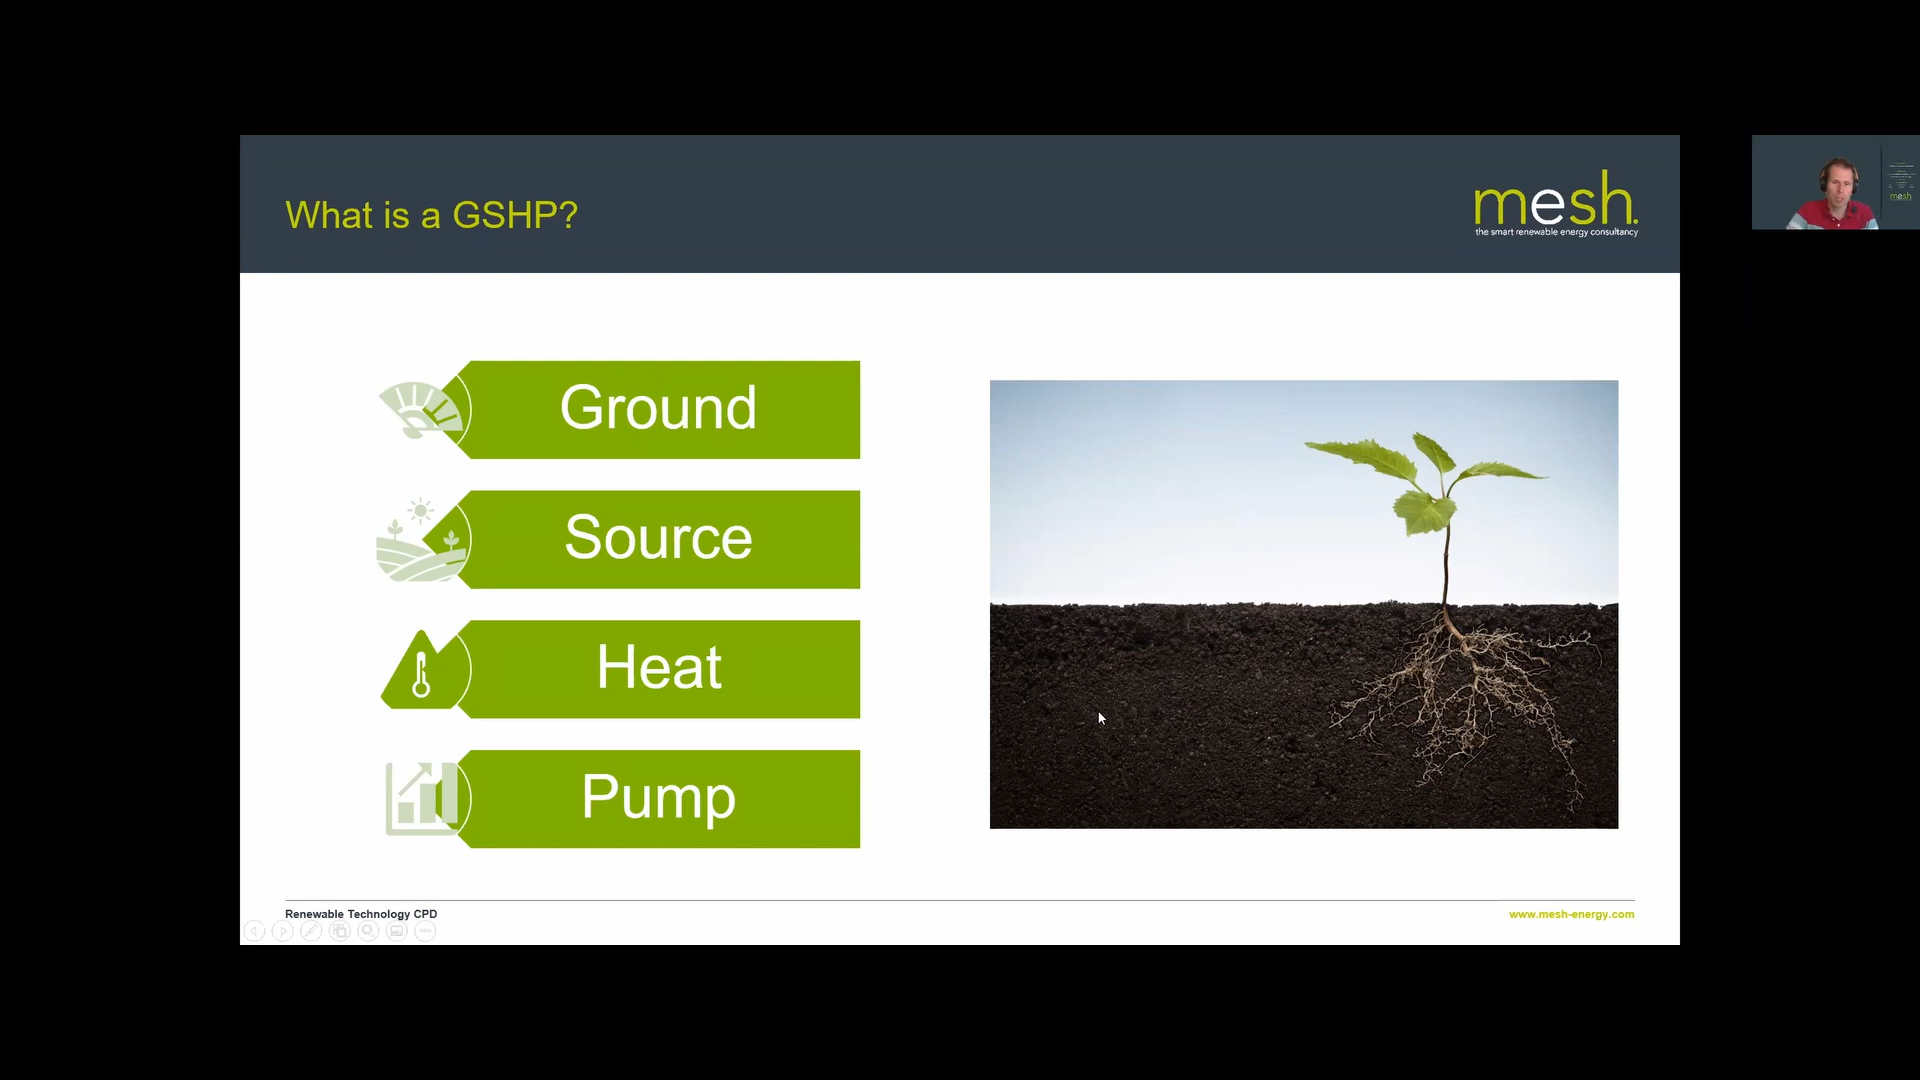 What is a GSHP?
mesh.
the smart renewable energy consultancy
Ground
Source
Heat
Pump
Renewable Technology CPD
www.mesh-energy.com
mesh